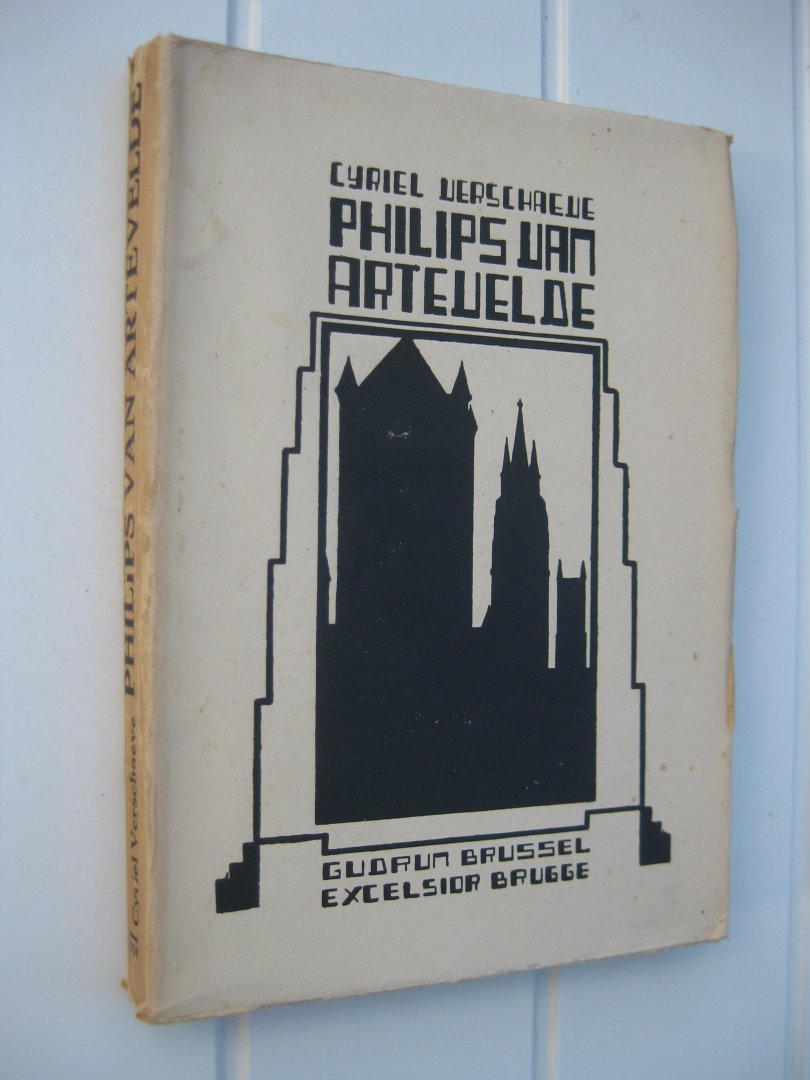 CYRIEL VERSCHAEVE
PHILIPS VAN
ARTEVELDE
GUDRUN BRUSSEL
EXCELSIOR BRUGGE
Cyriel Verschaeve PHILIPS VAN ARTEVELDE